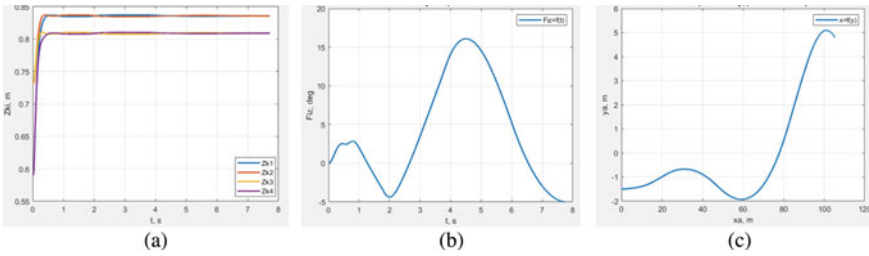 0.85
0.8
0.75
0.7
0.65
0.6
0.55
Zki, m
0 1 2 3 4 5 6 7 8
t, s
Zk1
Zk2
Zk3
Zk4
(a)
20
15
10
5
0
-5
Fiz, deg
0 1 2 3 4 5 6 7 8
t, s
Fiz=f(t)
(b)
6
5
4
3
2
1
0
-1
-2
ya, m
0 20 40 60 80 100 120
xa, m
x=f(y)
(c)